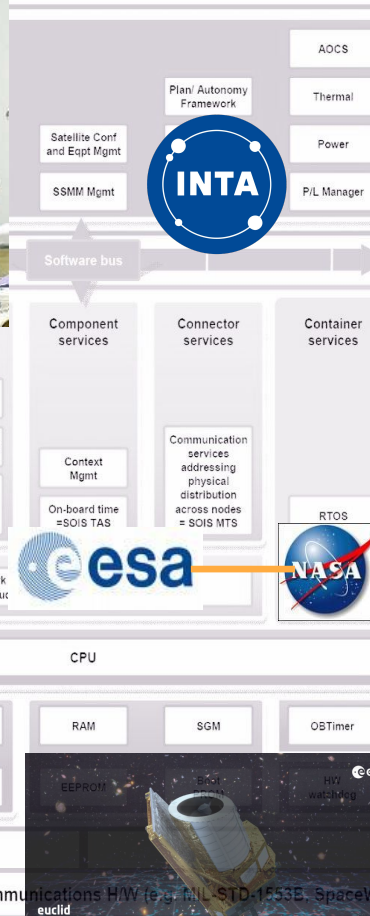 AOCS
Plan/ Autonomy
Framework
Thermal
Satellite Conf
and Eqpt Mgmt
Power
INTA
SSMM Mgmt
P/L Manager
Software bus
Component
services
Connector
services
Container
services
Communication
services
addressing
physical
distribution
across nodes
= SOIS MTS
Context
Mgmt
On-board time
=SOIS TAS
RTOS
esa
NASA
CPU
RAM
SGM
OBTimer
EEPROM
Boot
HW
watchdog
mmunications H/W (e.g. MIL-STD-1553E, SpaceW
euclid